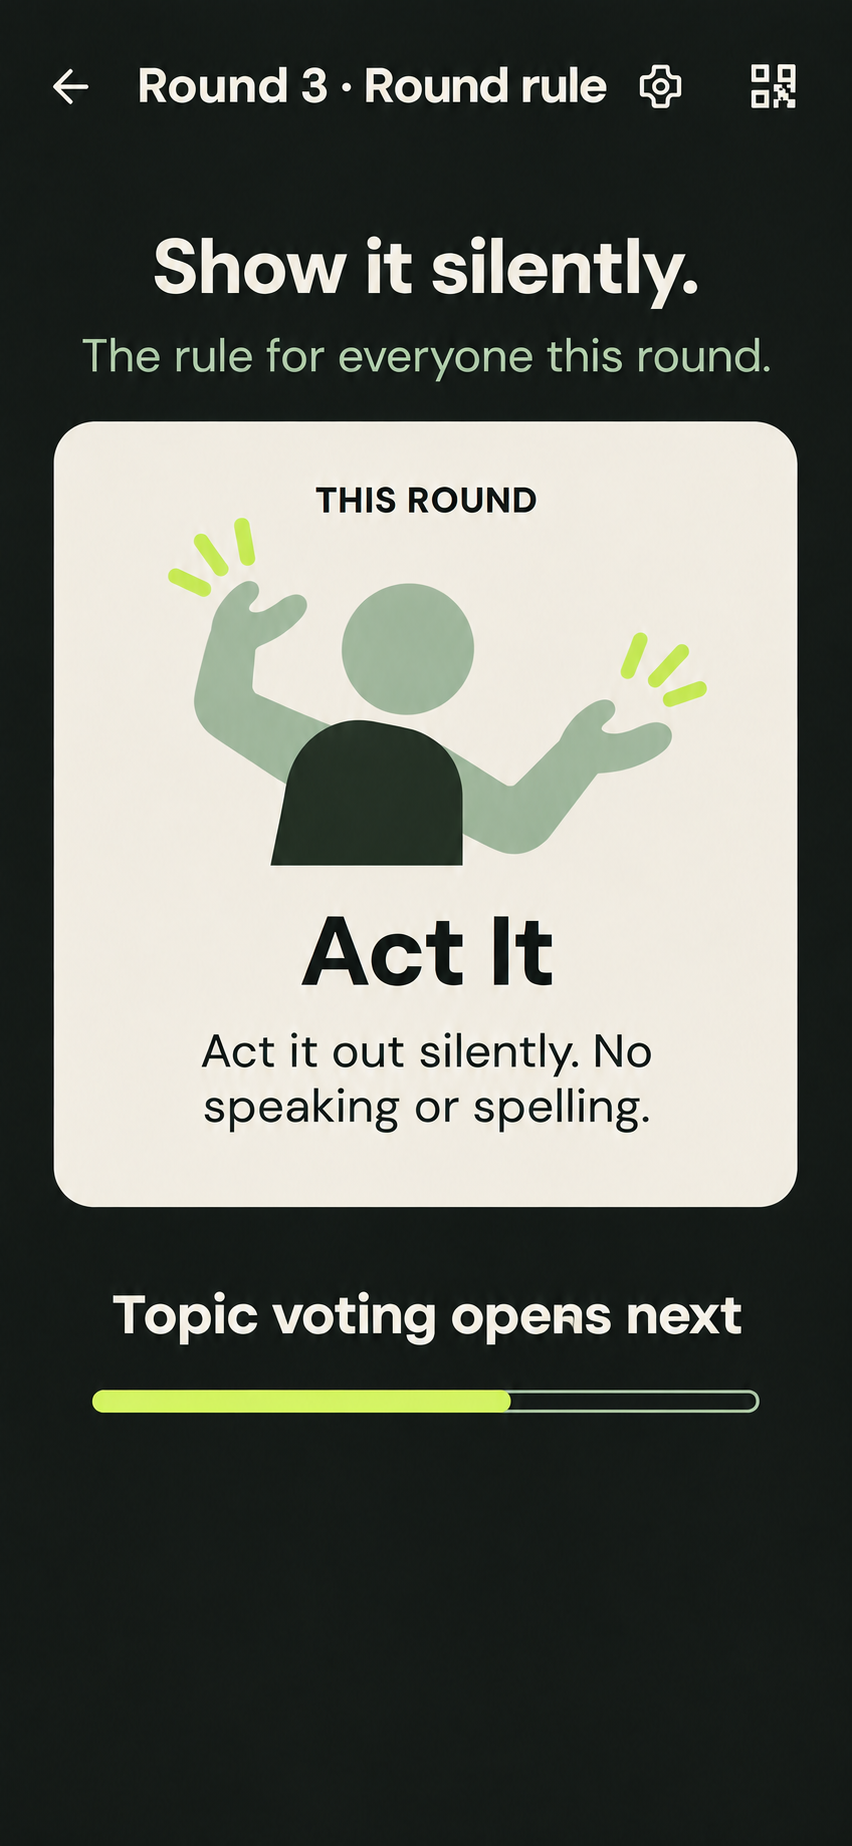 Round 3 · Round rule
Show it silently.
The rule for everyone this round.
THIS ROUND
Act It
Act it out silently. No
speaking or spelling.
Topic voting opens next